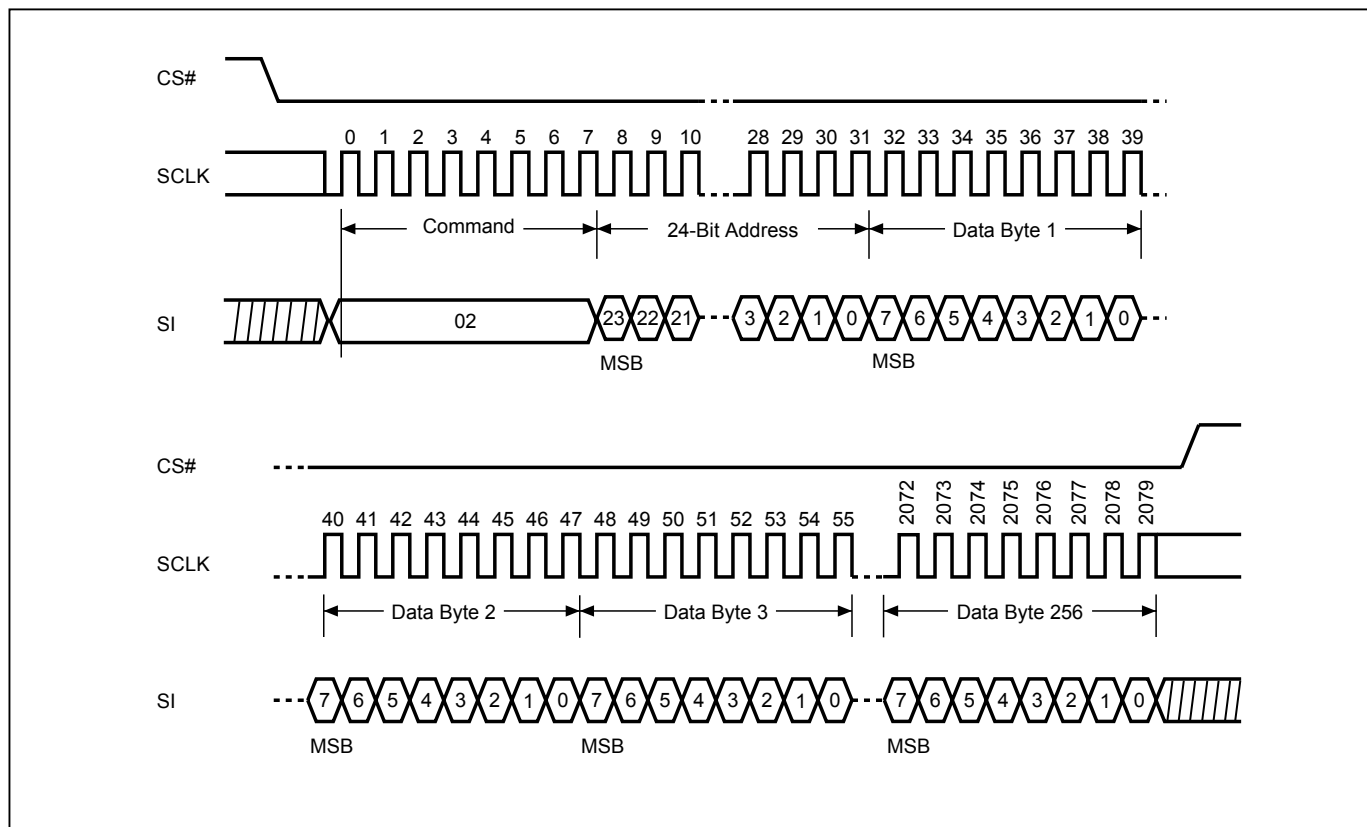 CS#
0 1 2 3 4 5 6 7 8 9 10 28 29 30 31 32 33 34 35 36 37 38 39
SCLK
Command 24-Bit Address Data Byte 1
SI 02 23 22 21 3 2 1 0 7 6 5 4 3 2 1 0
MSB MSB
CS#
2072 2073 2074 2075 2076 2077 2078 2079
40 41 42 43 44 45 46 47 48 49 50 51 52 53 54 55
SCLK
Data Byte 2 Data Byte 3 Data Byte 256
SI 7 6 5 4 3 2 1 0 7 6 5 4 3 2 1 0 7 6 5 4 3 2 1 0
MSB MSB MSB